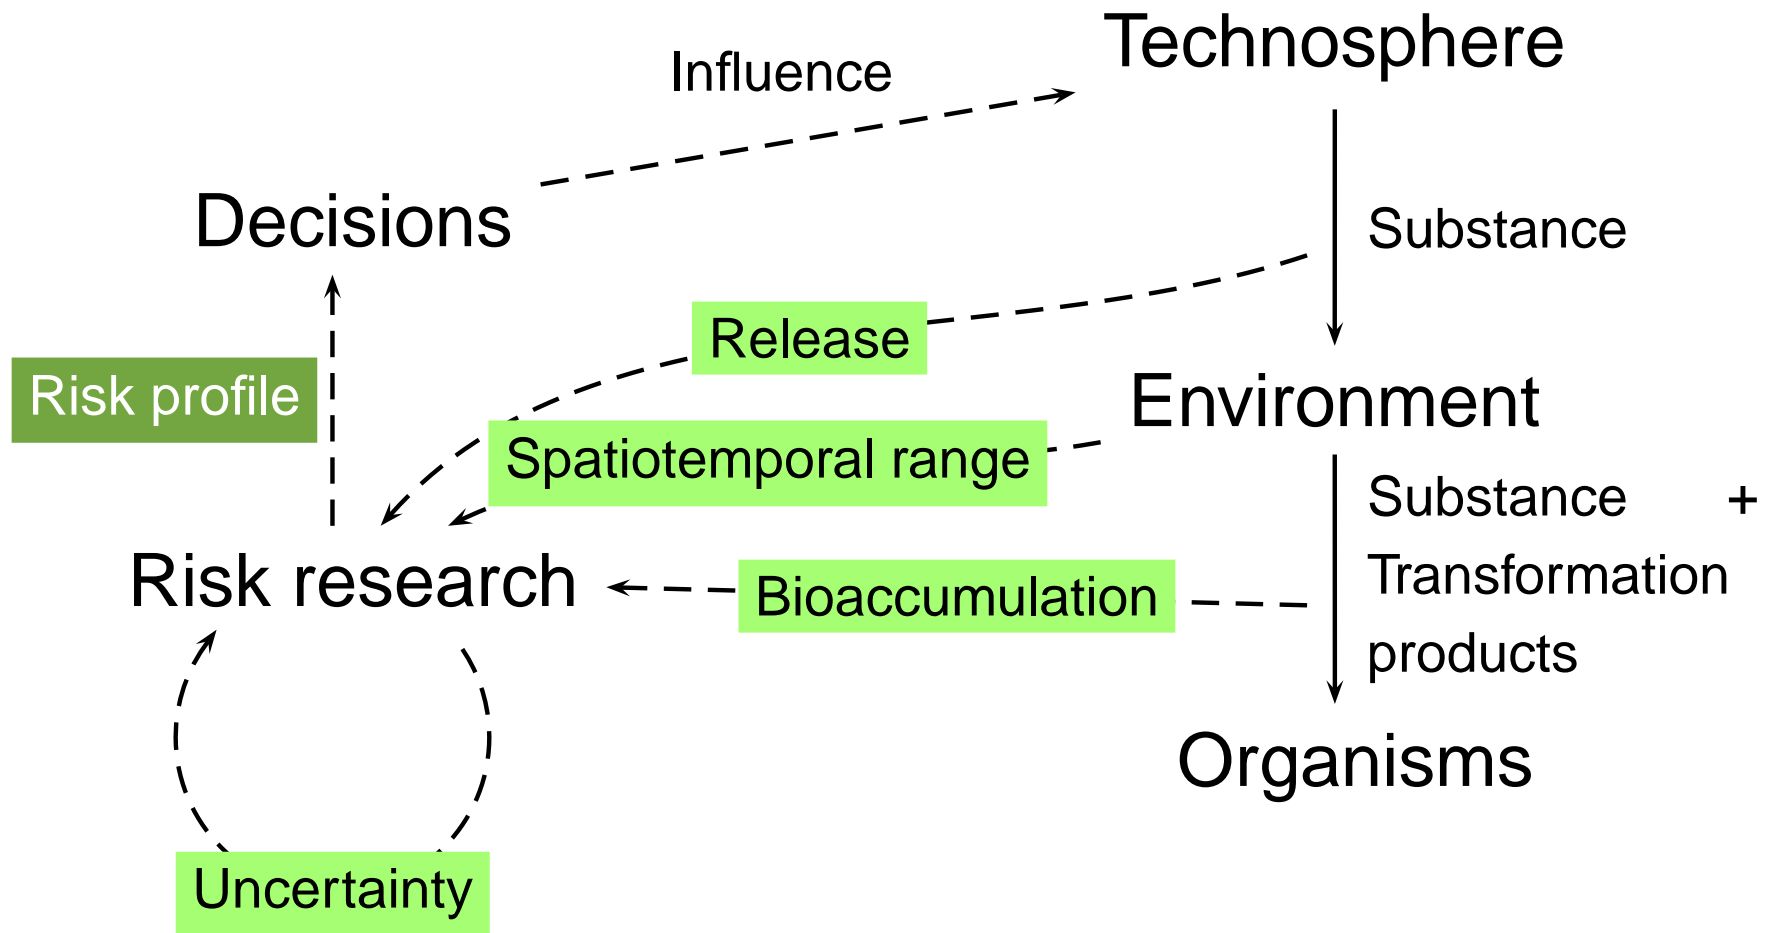 Technosphere
Influence
Decisions
Substance
Release
Risk profile
Environment
Spatiotemporal range
Substance +
Transformation
products
Risk research
Bioaccumulation
Organisms
Uncertainty